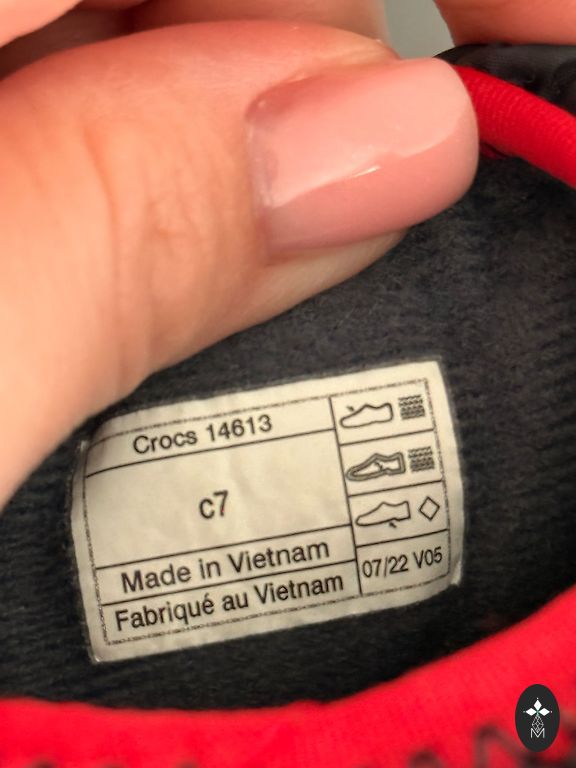 Crocs 14613
c7
Made in Vietnam
Fabriqué au Vietnam
07/22 V05
M